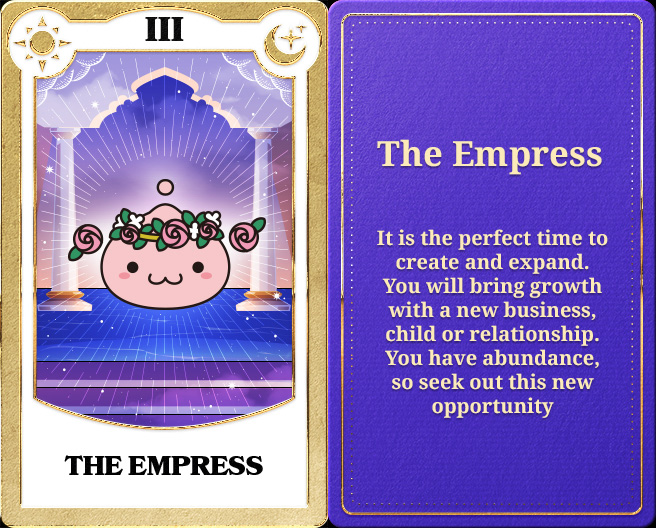 III
THE EMPRESS
The Empress
It is the perfect time to
create and expand.
You will bring growth
with a new business,
child or relationship.
You have abundance,
so seek out this new
opportunity